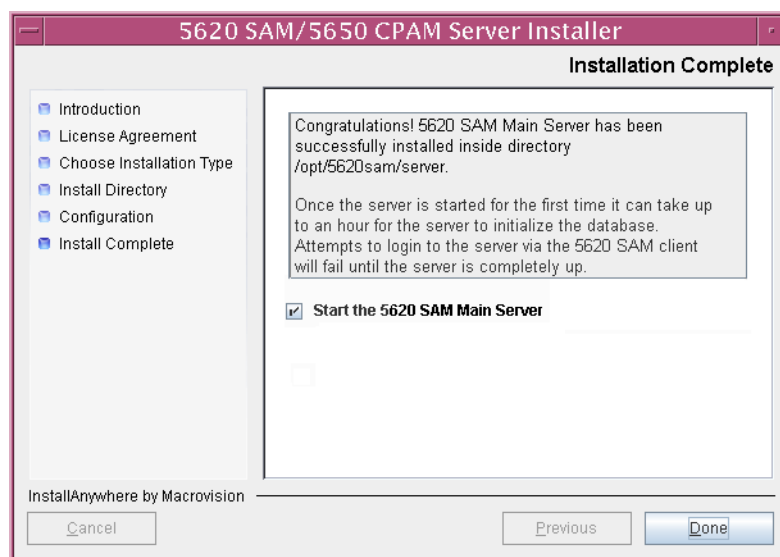 5620 SAM/5650 CPAM Server Installer
Installation Complete
Introduction
License Agreement
Choose Installation Type
Install Directory
Configuration
Install Complete
Congratulations! 5620 SAM Main Server has been
successfully installed inside directory
/opt/5620sam/server.
Once the server is started for the first time it can take up
to an hour for the server to initialize the database.
Attempts to login to the server via the 5620 SAM client
will fail until the server is completely up.
Start the 5620 SAM Main Server
InstallAnywhere by Macrovision
Cancel
Previous
Done